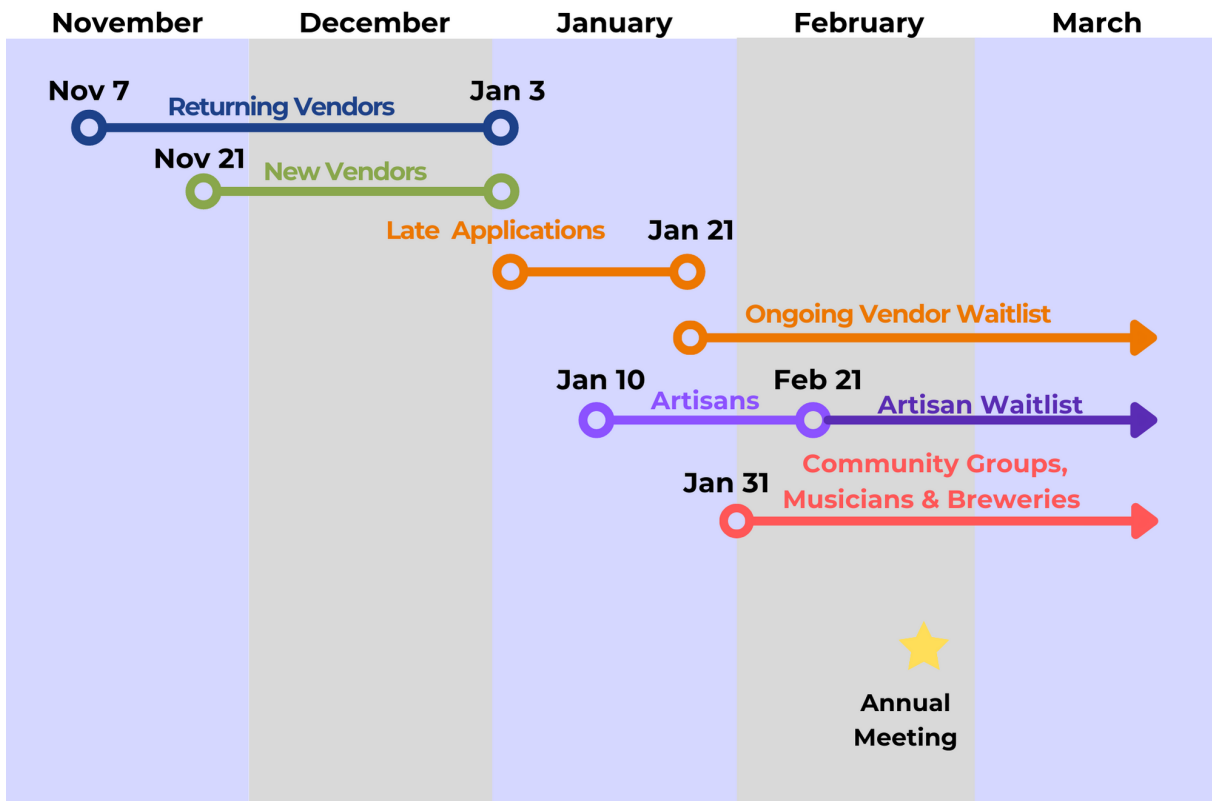 November December January February March
Nov 7 Jan 3
Returning Vendors
Nov 21
New Vendors
Late Applications Jan 21
Ongoing Vendor Waitlist
Jan 10 Feb 21
Artisans Artisan Waitlist
Community Groups,
Jan 31
Musicians & Breweries
Annual
Meeting